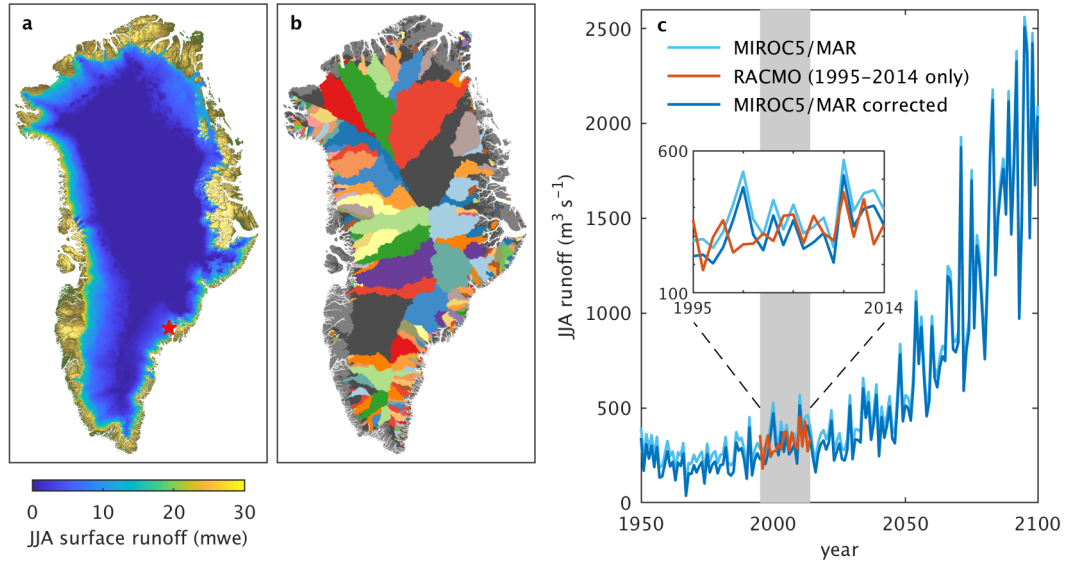 a
b
c
MIROC5/MAR
RACMO (1995–2014 only)
MIROC5/MAR corrected
JJA runoff (m³ s⁻¹)
2500
2000
1500
1000
500
0
600
100
1995
2014
1950
2000
2050
2100
year
0
10
20
30
JJA surface runoff (mwe)